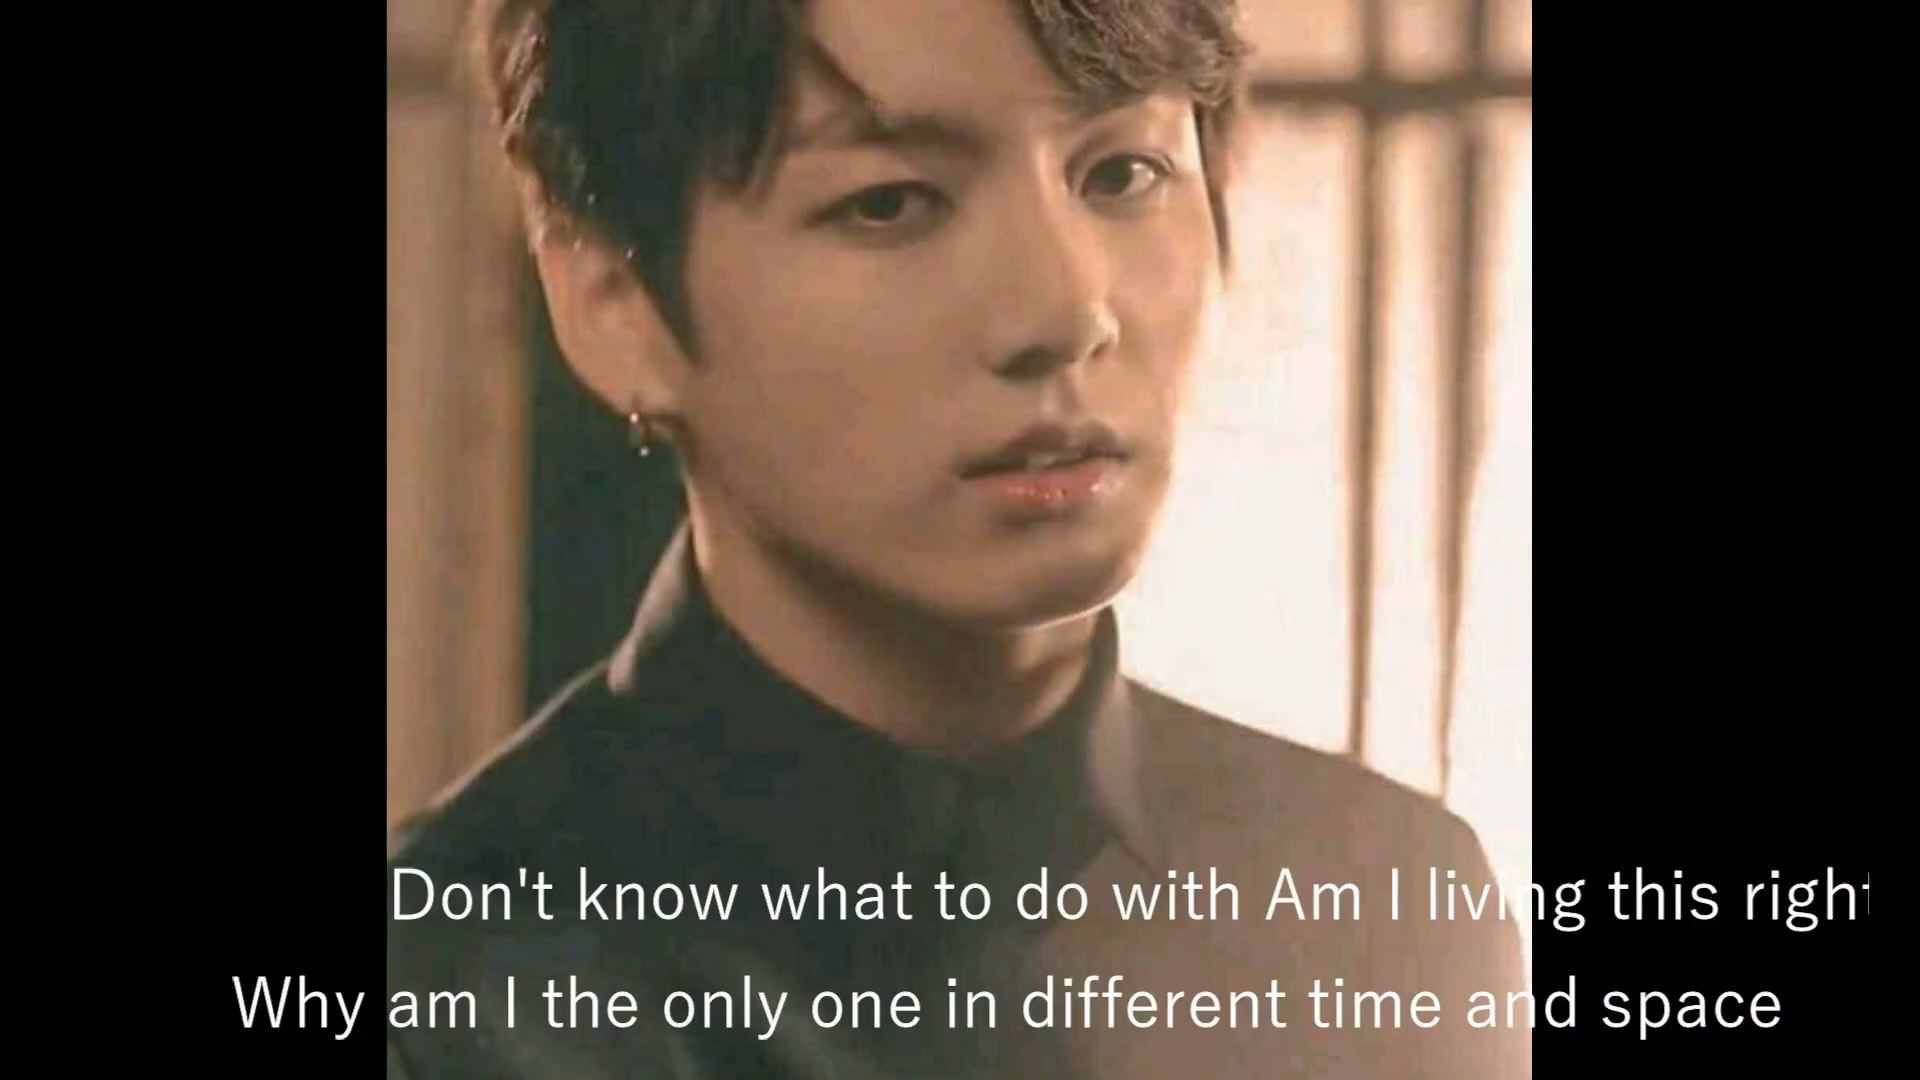 Don't know what to do with Am I living this right
Why am I the only one in different time and space